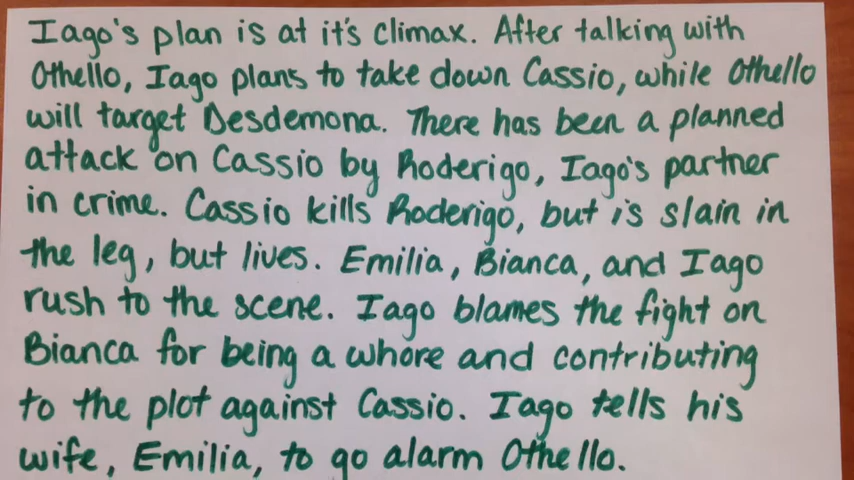 Iago's plan is at it's climax. After talking with
Othello, Iago plans to take down Cassio, while Othello
will target Desdemona. There has been a planned
attack on Cassio by Roderigo, Iago's partner
in crime. Cassio kills Roderigo, but is slain in
the leg, but lives. Emilia, Bianca, and Iago
rush to the scene. Iago blames the fight on
Bianca for being a whore and contributing
to the plot against Cassio. Iago tells his
wife, Emilia, to go alarm Othello.